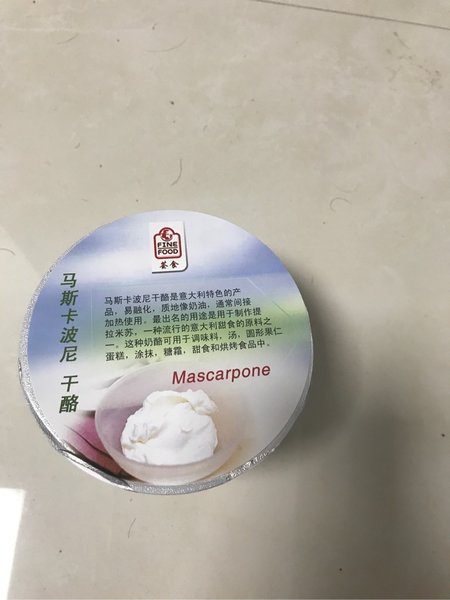 FINE
FOOD
荟食
马斯卡波尼 干酪
马斯卡波尼干酪是意大利特色的产
品，易融化，质地像奶油，通常间接
加热使用。最出名的用途是用于制作提
拉米苏，一种流行的意大利甜食的原料之
一。这种奶酪可用于调味料，汤，圆形果仁
蛋糕，涂抹，糖霜，甜食和烘烤食品中。
Mascarpone